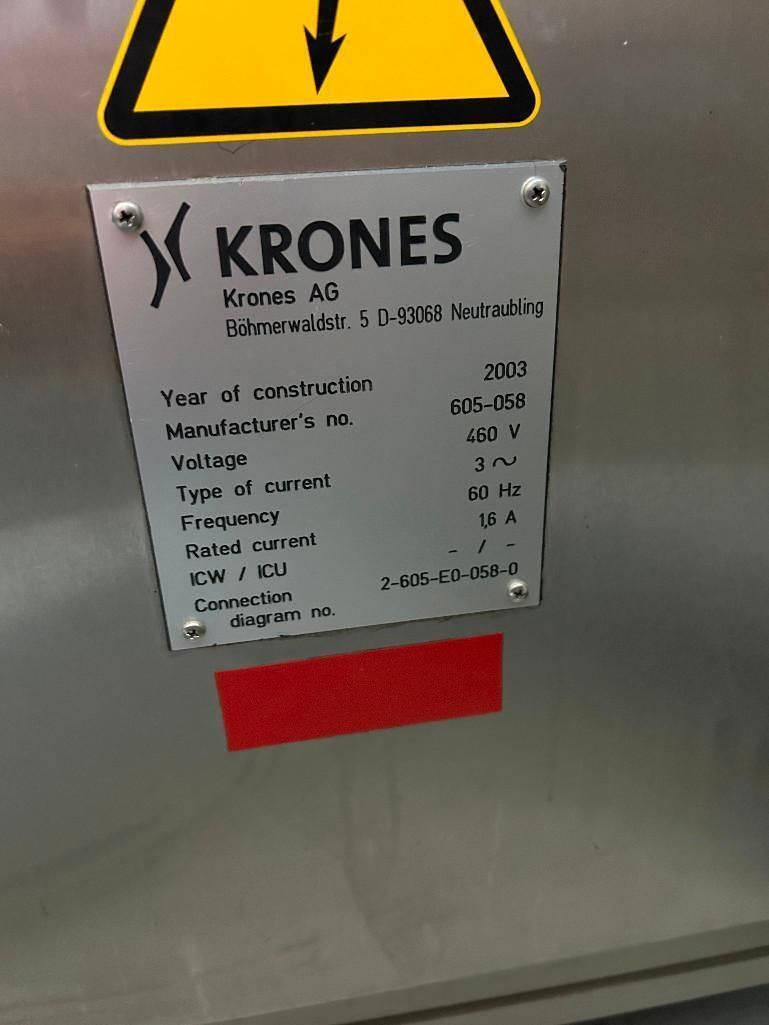 KRONES
Krones AG
Böhmerwaldstr. 5 D-93068 Neutraubling
Year of construction 2003
Manufacturer's no. 605-058
Voltage 460 V
Type of current 3 ~
Frequency 60 Hz
Rated current 1,6 A
ICW / ICU - / -
Connection
diagram no. 2-605-E0-058-0